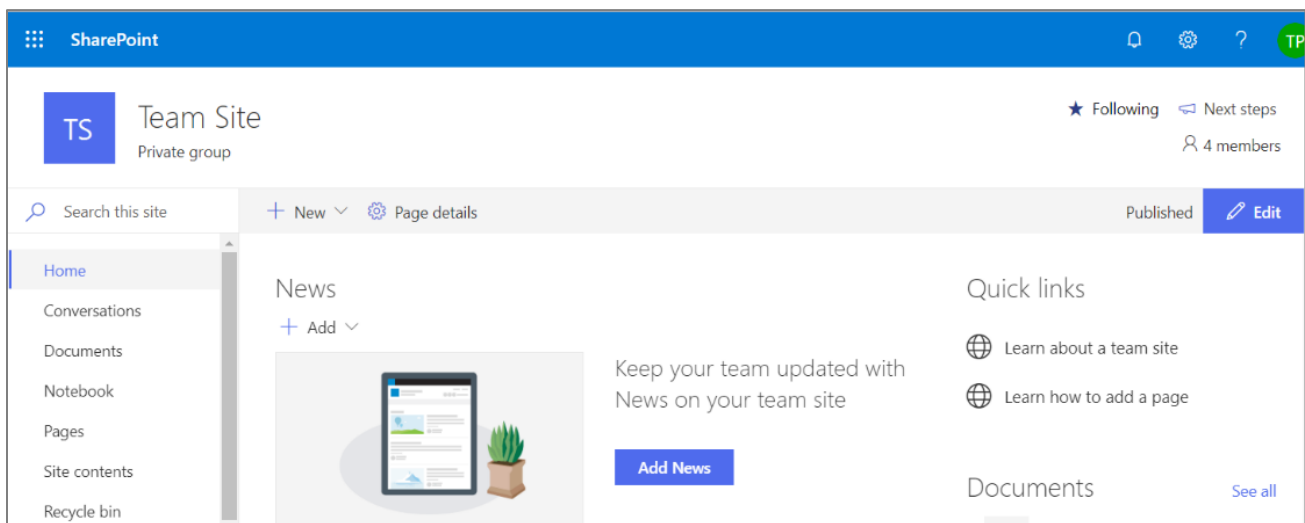 SharePoint
?
TP
TS
Team Site
Private group
Following
Next steps
4 members
Search this site
New
Page details
Published
Edit
Home
Conversations
Documents
Notebook
Pages
Site contents
Recycle bin
News
Add
Keep your team updated with
News on your team site
Add News
Quick links
Learn about a team site
Learn how to add a page
Documents
See all